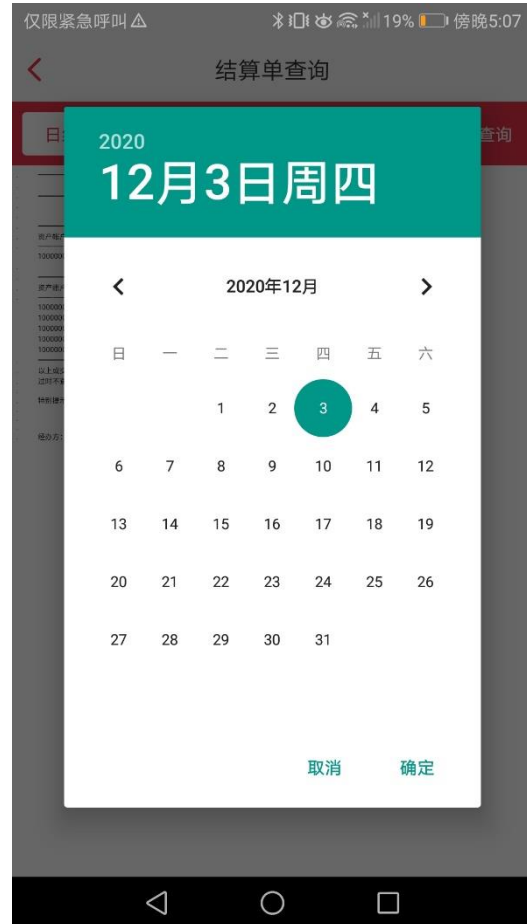 仅限紧急呼叫 19% 傍晚5:07
结算单查询
日 查询
2020
12月3日周四
2020年12月
日 一 二 三 四 五 六
1 2 3 4 5
6 7 8 9 10 11 12
13 14 15 16 17 18 19
20 21 22 23 24 25 26
27 28 29 30 31
取消 确定